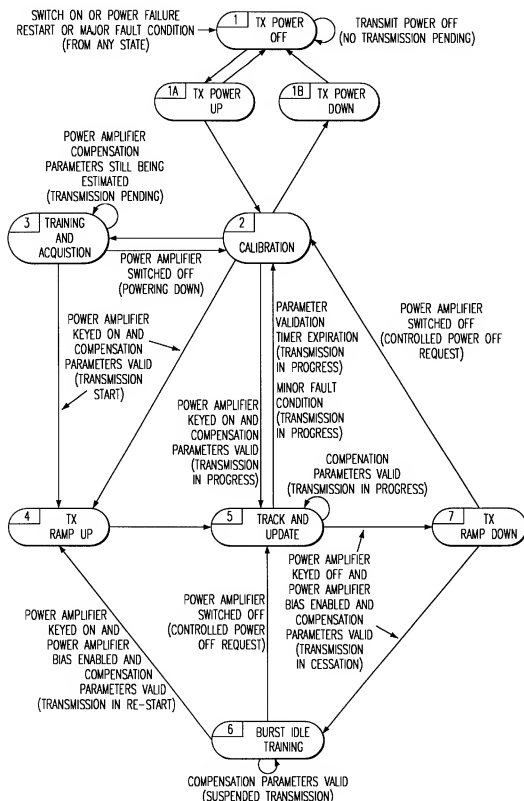 SWITCH ON OR POWER FAILURE
RESTART OR MAJOR FAULT CONDITION
(FROM ANY STATE)
1
TX POWER
OFF
TRANSMIT POWER OFF
(NO TRANSMISSION PENDING)
1A
TX POWER
UP
1B
TX POWER
DOWN
POWER AMPLIFIER
COMPENSATION
PARAMETERS STILL BEING
ESTIMATED
(TRANSMISSION PENDING)
3
TRAINING
AND
ACQUISTION
2
CALIBRATION
POWER AMPLIFIER
SWITCHED OFF
(POWERING DOWN)
POWER AMPLIFIER
KEYED ON AND
COMPENSATION
PARAMETERS VALID
(TRANSMISSION
START)
PARAMETER
VALIDATION
TIMER EXPIRATION
(TRANSMISSION
IN PROGRESS)
MINOR FAULT
CONDITION
(TRANSMISSION
IN PROGRESS)
POWER AMPLIFIER
SWITCHED OFF
(CONTROLLED POWER OFF
REQUEST)
POWER AMPLIFIER
KEYED ON AND
COMPENSATION
PARAMETERS VALID
(TRANSMISSION
IN PROGRESS)
COMPENATION
PARAMETERS VALID
(TRANSMISSION IN PROGRESS)
4
TX
RAMP UP
5
TRACK AND
UPDATE
7
TX
RAMP DOWN
POWER AMPLIFIER
KEYED ON AND
POWER AMPLIFIER
BIAS ENABLED AND
COMPENSATION
PARAMETERS VALID
(TRANSMISSION IN RE-START)
POWER AMPLIFIER
SWITCHED OFF
(CONTROLLED POWER
OFF REQUEST)
POWER AMPLIFIER
KEYED OFF AND
POWER AMPLIFIER
BIAS ENABLED AND
COMPENSATION
PARAMETERS VALID
(TRANSMISSION
IN CESSATION)
6
BURST IDLE
TRAINING
COMPENSATION PARAMETERS VALID
(SUSPENDED TRANSMISSION)